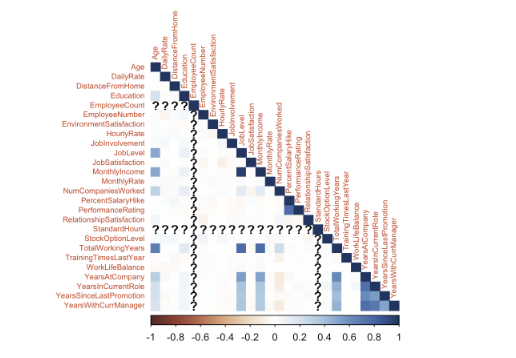 Age
DailyRate
DistanceFromHome
Education
EmployeeCount
EmployeeNumber
EnvironmentSatisfaction
HourlyRate
JobInvolvement
JobLevel
JobSatisfaction
MonthlyIncome
MonthlyRate
NumCompaniesWorked
PercentSalaryHike
PerformanceRating
RelationshipSatisfaction
StandardHours
StockOptionLevel
TotalWorkingYears
TrainingTimesLastYear
WorkLifeBalance
YearsAtCompany
YearsInCurrentRole
YearsSinceLastPromotion
YearsWithCurrManager
Age
DailyRate
DistanceFromHome
Education
EmployeeCount
? ? ? ?
EmployeeNumber
?
EnvironmentSatisfaction
?
HourlyRate
?
JobInvolvement
?
JobLevel
?
JobSatisfaction
?
MonthlyIncome
?
MonthlyRate
?
NumCompaniesWorked
?
PercentSalaryHike
?
PerformanceRating
?
RelationshipSatisfaction
?
StandardHours
? ? ? ? ? ? ? ? ? ? ? ? ? ? ? ? ?
StockOptionLevel
? ?
TotalWorkingYears
? ?
TrainingTimesLastYear
? ?
WorkLifeBalance
? ?
YearsAtCompany
? ?
YearsInCurrentRole
? ?
YearsSinceLastPromotion
? ?
YearsWithCurrManager
? ?
-1 -0.8 -0.6 -0.4 -0.2 0 0.2 0.4 0.6 0.8 1